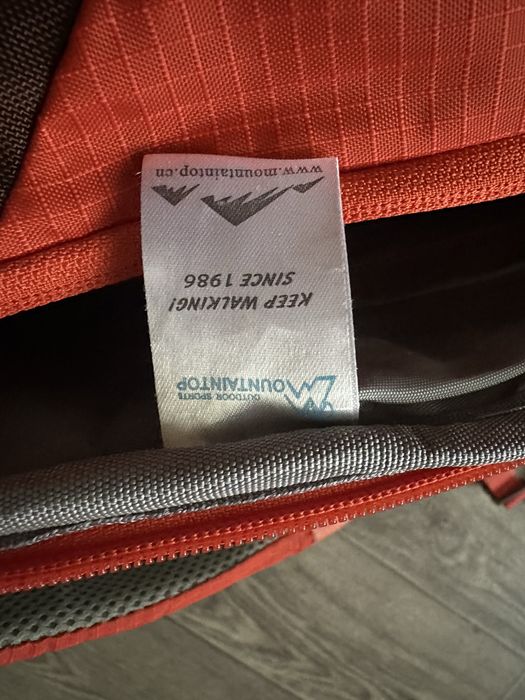 MOUNTAINTOP
OUTDOOR SPORTS
KEEP WALKING!
SINCE 1986
www.mountaintop.cn